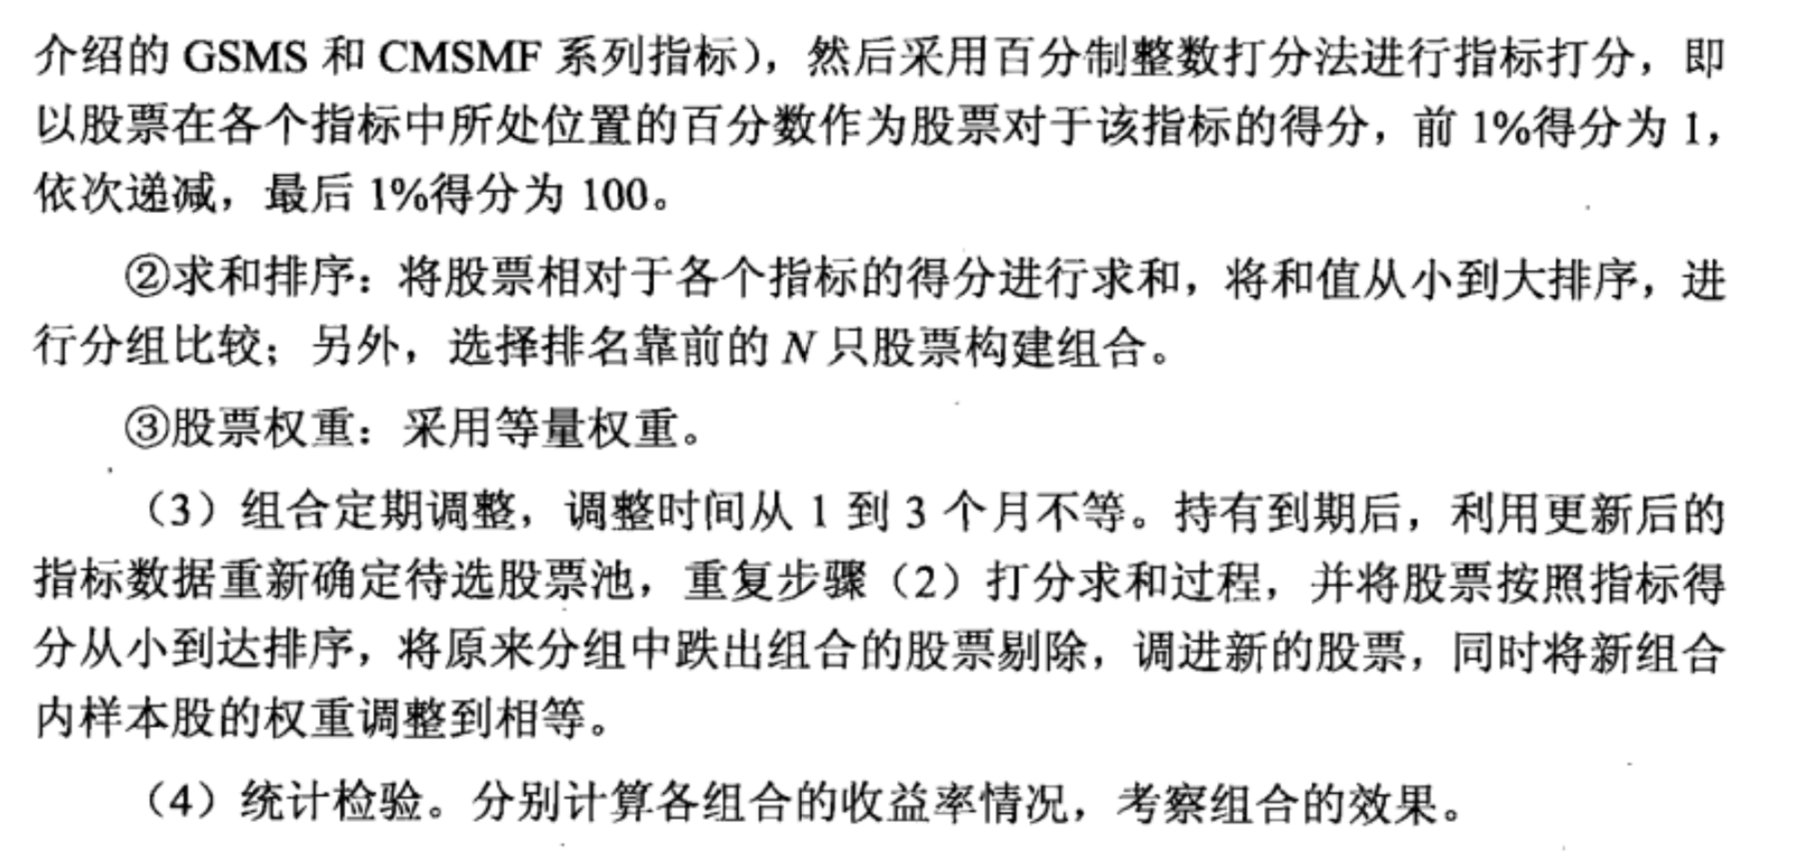 介绍的 GSMS 和 CMSMF 系列指标），然后采用百分制整数打分法进行指标打分，即
以股票在各个指标中所处位置的百分数作为股票对于该指标的得分，前 1%得分为 1，
依次递减，最后 1%得分为 100。
②求和排序：将股票相对于各个指标的得分进行求和，将和值从小到大排序，进
行分组比较；另外，选择排名靠前的 N 只股票构建组合。
③股票权重：采用等量权重。
（3）组合定期调整，调整时间从 1 到 3 个月不等。持有到期后，利用更新后的
指标数据重新确定待选股票池，重复步骤（2）打分求和过程，并将股票按照指标得
分从小到达排序，将原来分组中跌出组合的股票剔除，调进新的股票，同时将新组合
内样本股的权重调整到相等。
（4）统计检验。分别计算各组合的收益率情况，考察组合的效果。